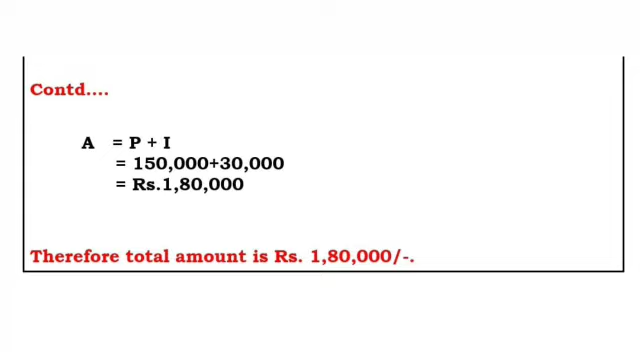 Contd....
A = P + I
= 150,000+30,000
= Rs.1,80,000
Therefore total amount is Rs. 1,80,000/-.